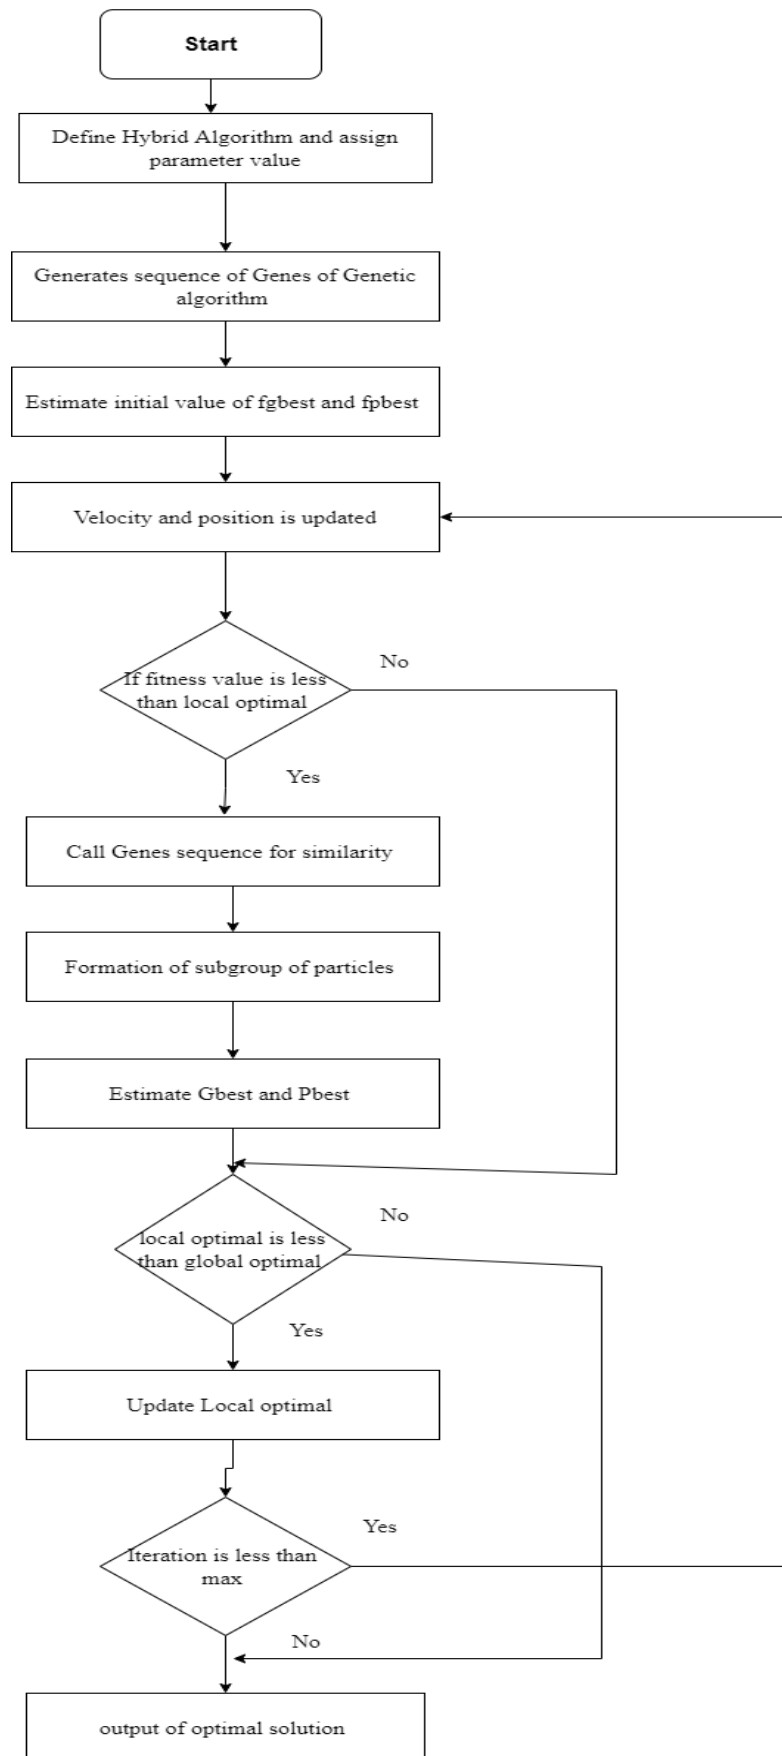 Start
Define Hybrid Algorithm and assign
parameter value
Generates sequence of Genes of Genetic
algorithm
Estimate initial value of fgbest and fpbest
Velocity and position is updated
No
If fitness value is less
than local optimal
Yes
Call Genes sequence for similarity
Formation of subgroup of particles
Estimate Gbest and Pbest
No
local optimal is less
than global optimal
Yes
Update Local optimal
Yes
Iteration is less than
max
No
output of optimal solution